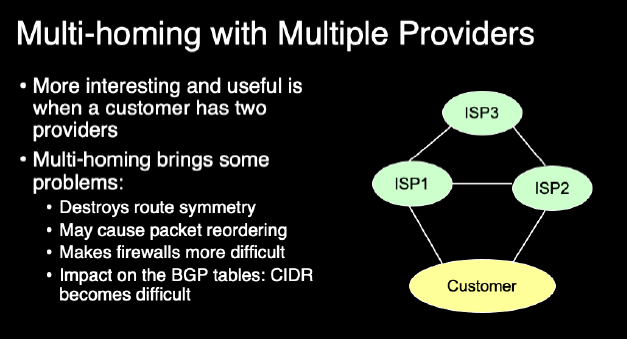 Multi-homing with Multiple Providers
• More interesting and useful is
when a customer has two
providers
• Multi-homing brings some
problems:
• Destroys route symmetry
• May cause packet reordering
• Makes firewalls more difficult
• Impact on the BGP tables: CIDR
becomes difficult
ISP3
ISP1
ISP2
Customer